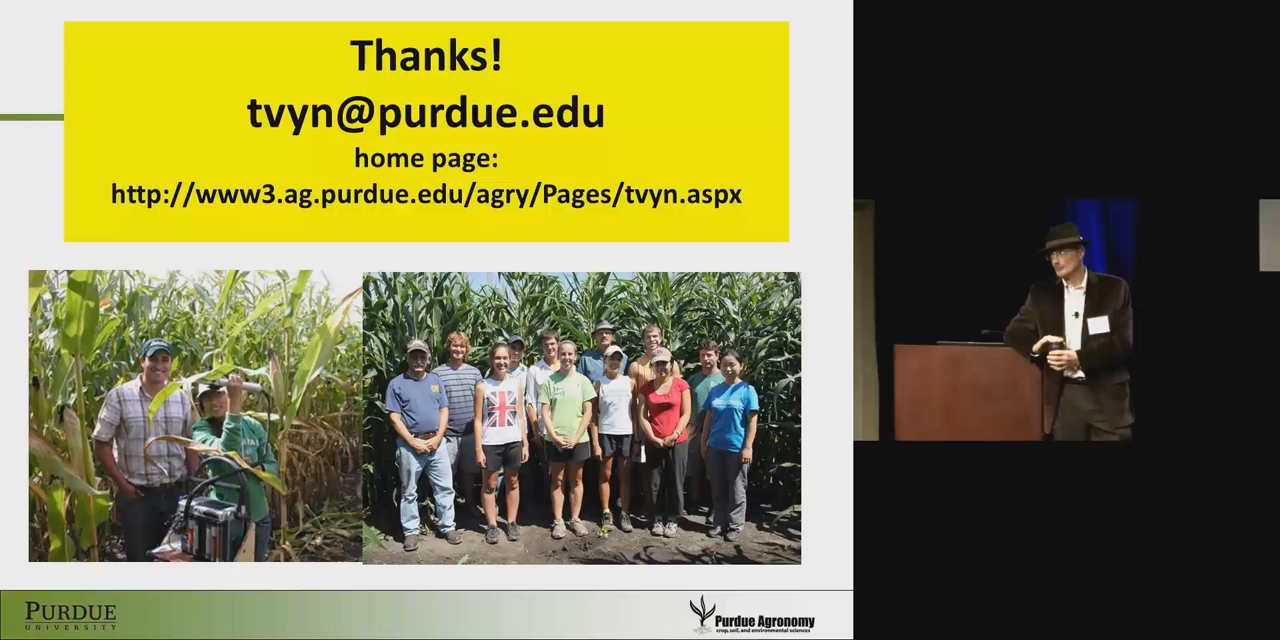 Thanks!
tvyn@purdue.edu
home page:
http://www3.ag.purdue.edu/agry/Pages/tvyn.aspx
PURDUE
UNIVERSITY
Purdue Agronomy
crop, soil, and environmental sciences